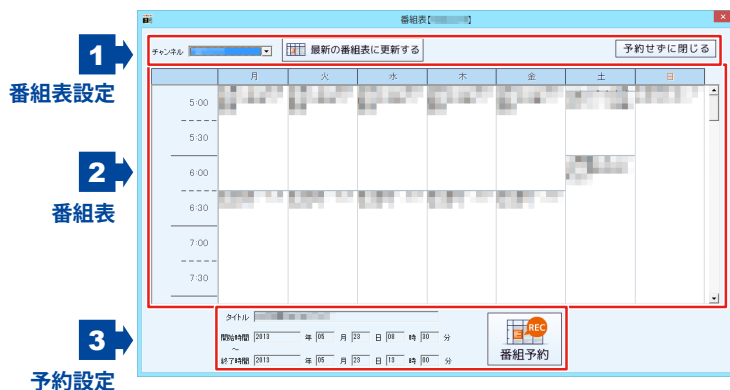 番組表【
】
×
1
番組表設定
チャンネル
最新の番組表に更新する
予約せずに閉じる
月 火 水 木 金 土 日
5:00
5:30
2
番組表
6:00
6:30
7:00
7:30
3
予約設定
タイトル
開始時間 2013 年 05 月 23 日 08 時 30 分
～
終了時間 2013 年 05 月 23 日 13 時 00 分
REC
番組予約